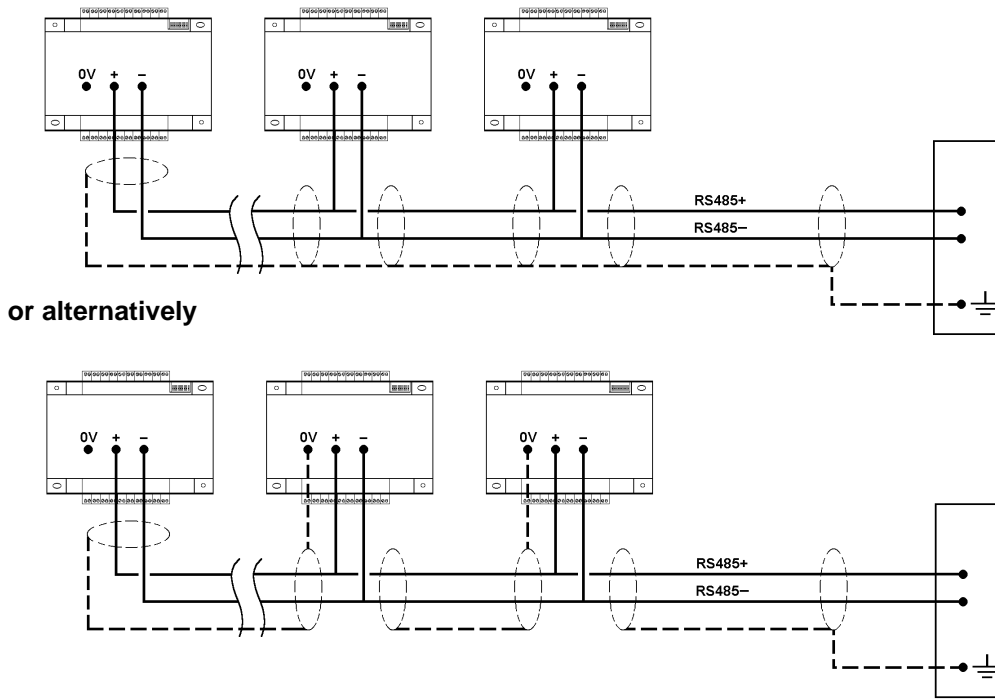 0V + –
0V + –
0V + –
RS485+
RS485–
or alternatively
0V + –
0V + –
0V + –
RS485+
RS485–